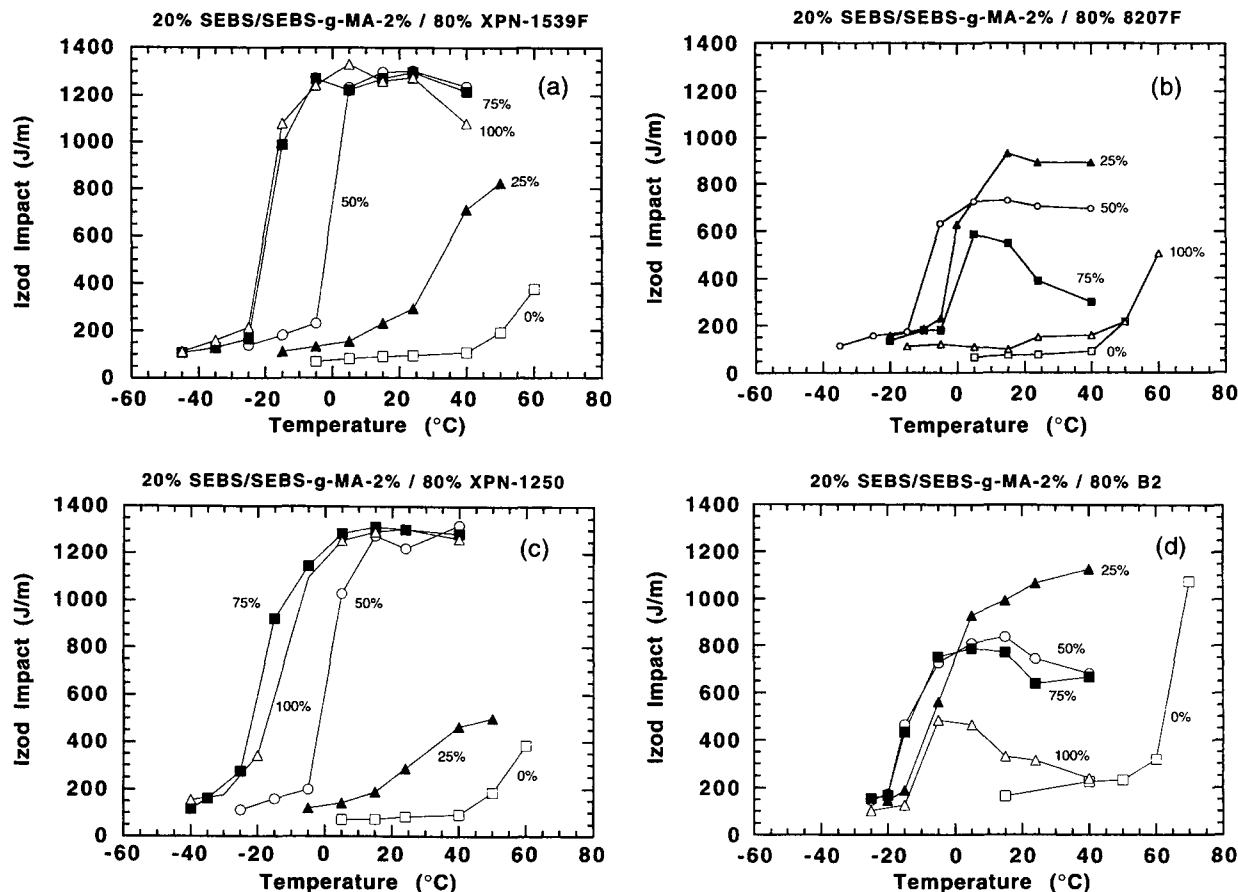 20% SEBS/SEBS-g-MA-2% / 80% XPN-1539F
1400
1200
1000
800
600
400
200
0
Izod Impact (J/m)
(a)
75%
100%
25%
50%
0%
-60 -40 -20 0 20 40 60 80
Temperature (°C)
20% SEBS/SEBS-g-MA-2% / 80% 8207F
1400
1200
1000
800
600
400
200
0
Izod Impact (J/m)
(b)
25%
50%
100%
75%
0%
-60 -40 -20 0 20 40 60 80
Temperature (°C)
20% SEBS/SEBS-g-MA-2% / 80% XPN-1250
1400
1200
1000
800
600
400
200
0
Izod Impact (J/m)
(c)
75%
50%
100%
25%
0%
-60 -40 -20 0 20 40 60 80
Temperature (°C)
20% SEBS/SEBS-g-MA-2% / 80% B2
1400
1200
1000
800
600
400
200
0
Izod Impact (J/m)
(d)
25%
50%
75%
0%
100%
-60 -40 -20 0 20 40 60 80
Temperature (°C)